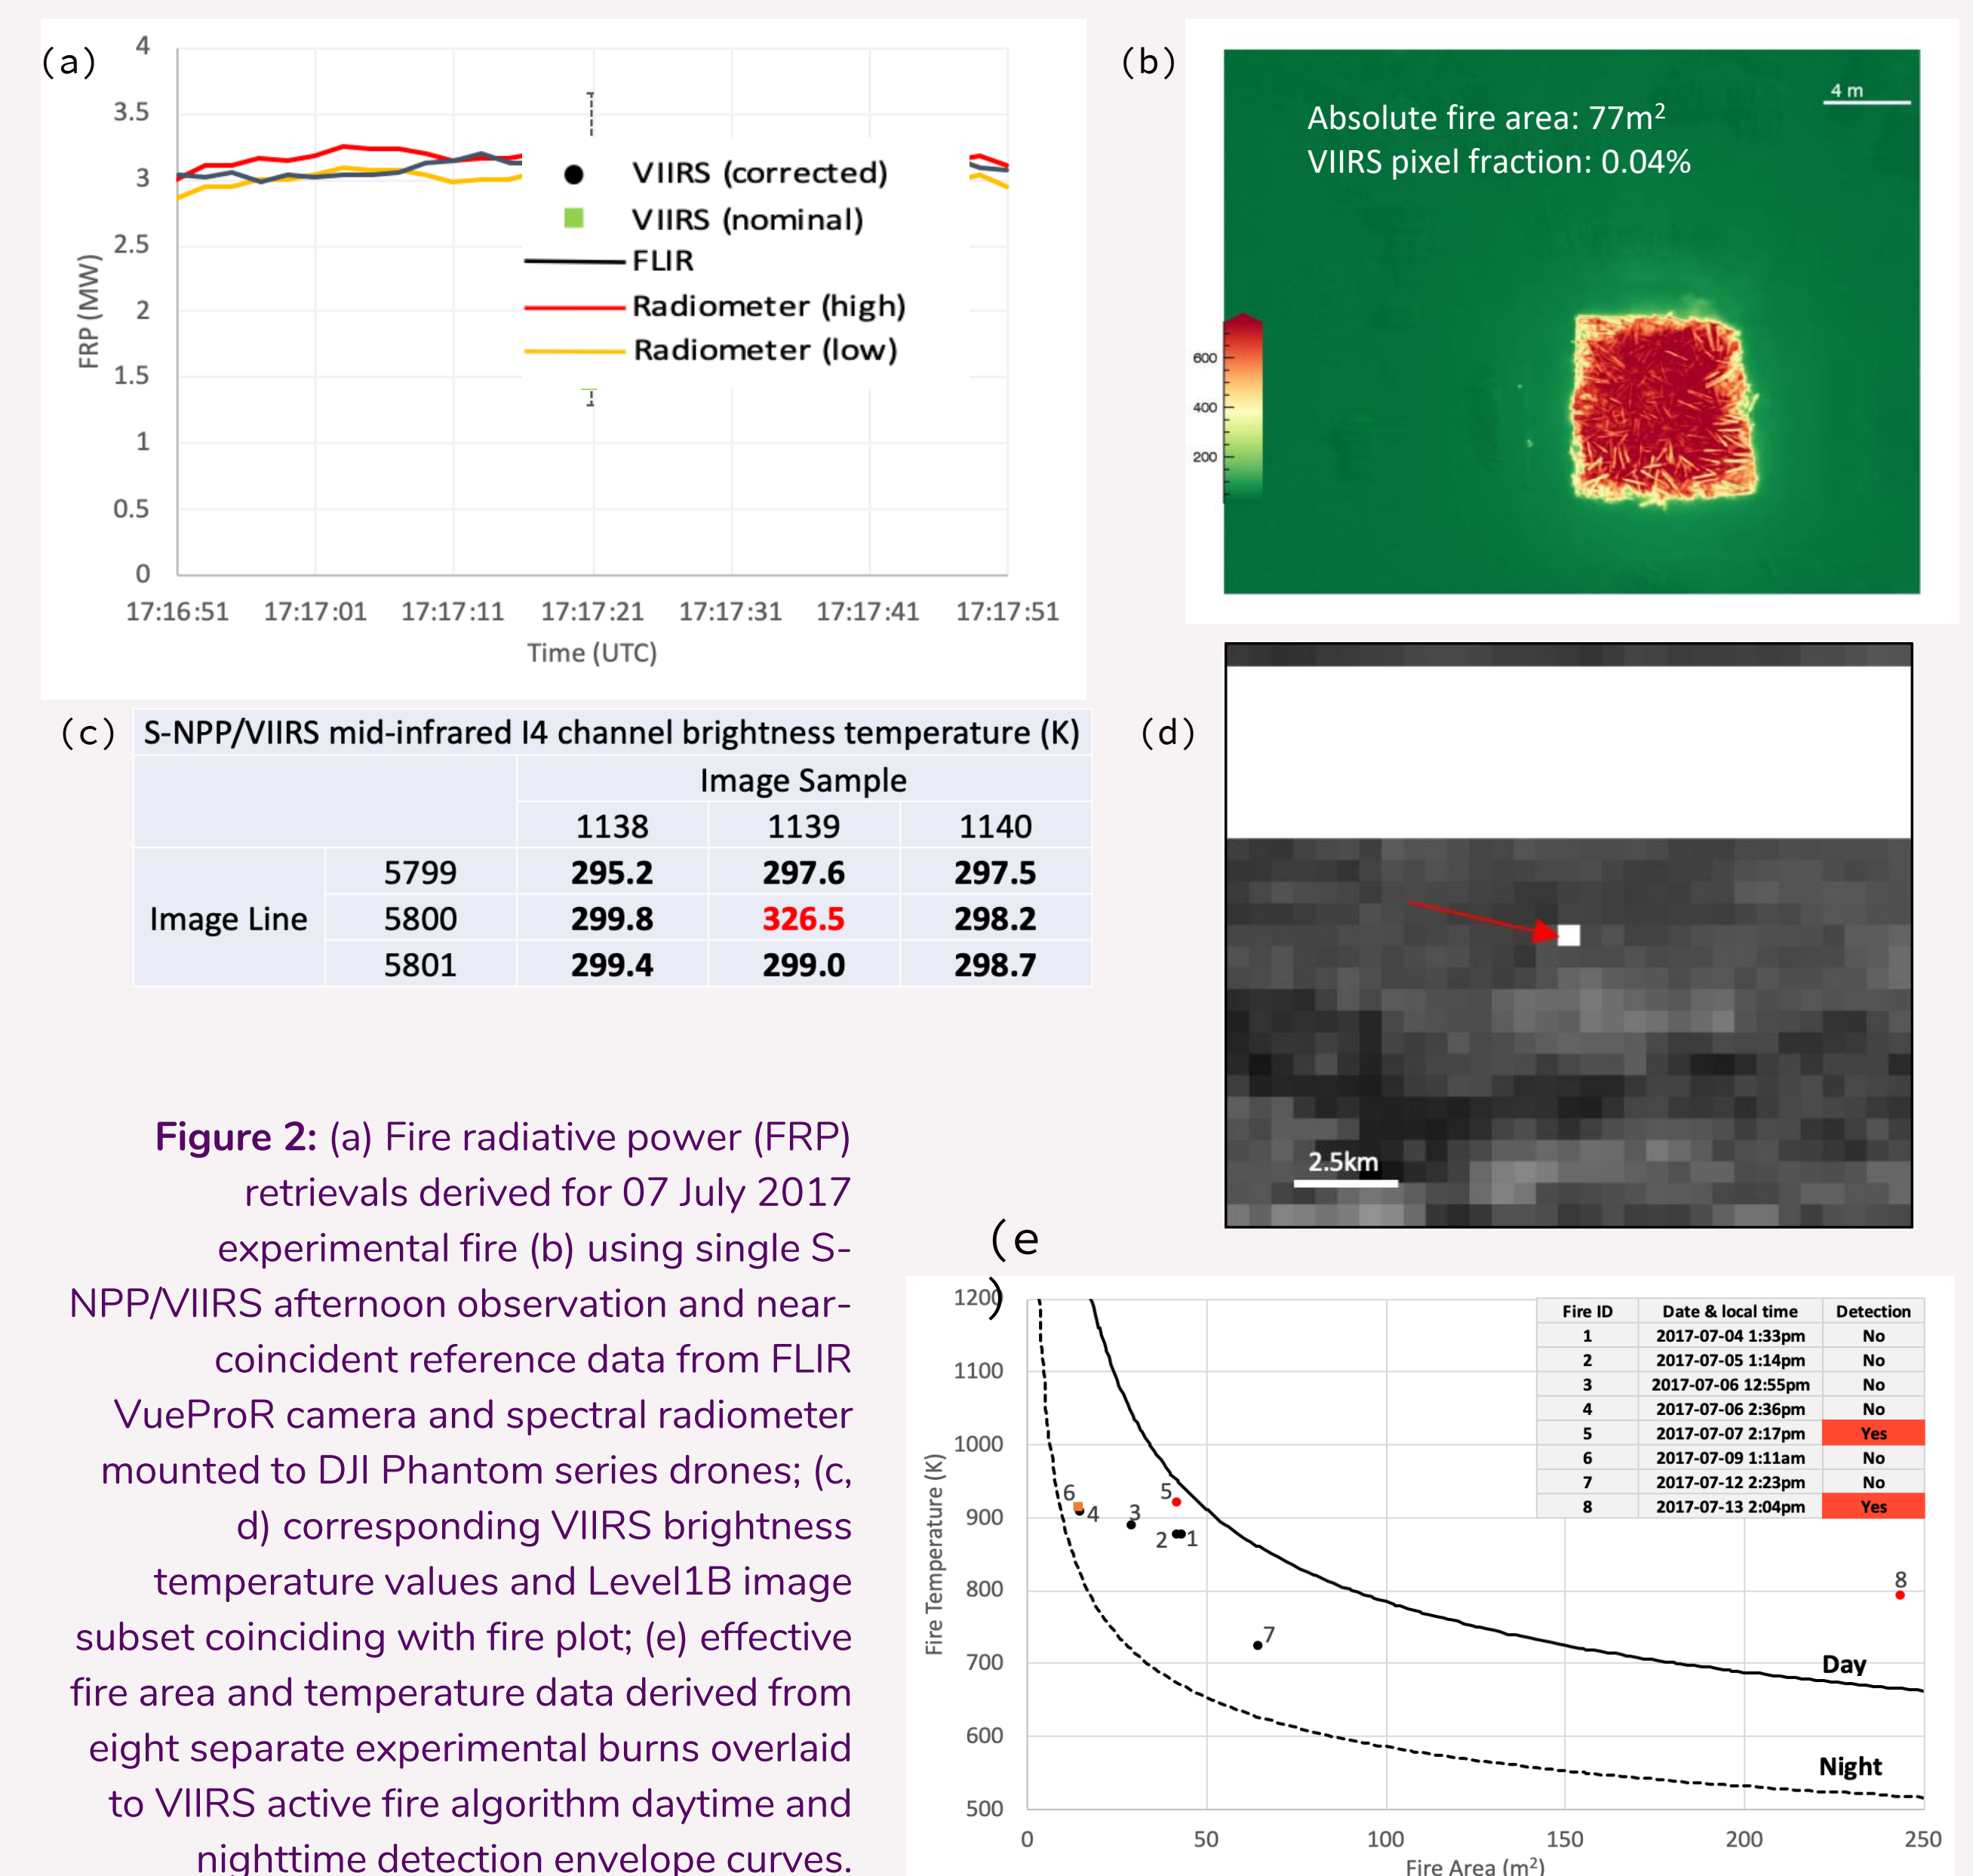 (a)
4
3.5
3
2.5
2
1.5
1
0.5
0
FRP (MW)
VIIRS (corrected)
VIIRS (nominal)
FLIR
Radiometer (high)
Radiometer (low)
17:16:51 17:17:01 17:17:11 17:17:21 17:17:31 17:17:41 17:17:51
Time (UTC)
(b)
4 m
Absolute fire area: 77m²
VIIRS pixel fraction: 0.04%
600
400
200
(c)
S-NPP/VIIRS mid-infrared I4 channel brightness temperature (K)
Image Sample
1138 1139 1140
5799 295.2 297.6 297.5
Image Line 5800 299.8 326.5 298.2
5801 299.4 299.0 298.7
(d)
2.5km
Figure 2: (a) Fire radiative power (FRP)
retrievals derived for 07 July 2017
experimental fire (b) using single S-
NPP/VIIRS afternoon observation and near-
coincident reference data from FLIR
VueProR camera and spectral radiometer
mounted to DJI Phantom series drones; (c,
d) corresponding VIIRS brightness
temperature values and Level1B image
subset coinciding with fire plot; (e) effective
fire area and temperature data derived from
eight separate experimental burns overlaid
to VIIRS active fire algorithm daytime and
nighttime detection envelope curves.
(e
)
1200
1100
1000
900
800
700
600
500
Fire Temperature (K)
Fire ID Date & local time Detection
1 2017-07-04 1:33pm No
2 2017-07-05 1:14pm No
3 2017-07-06 12:55pm No
4 2017-07-06 2:36pm No
5 2017-07-07 2:17pm Yes
6 2017-07-09 1:11am No
7 2017-07-12 2:23pm No
8 2017-07-13 2:04pm Yes
6
4
3
5
2
1
7
8
Day
Night
0 50 100 150 200 250
Fire Area (m²)